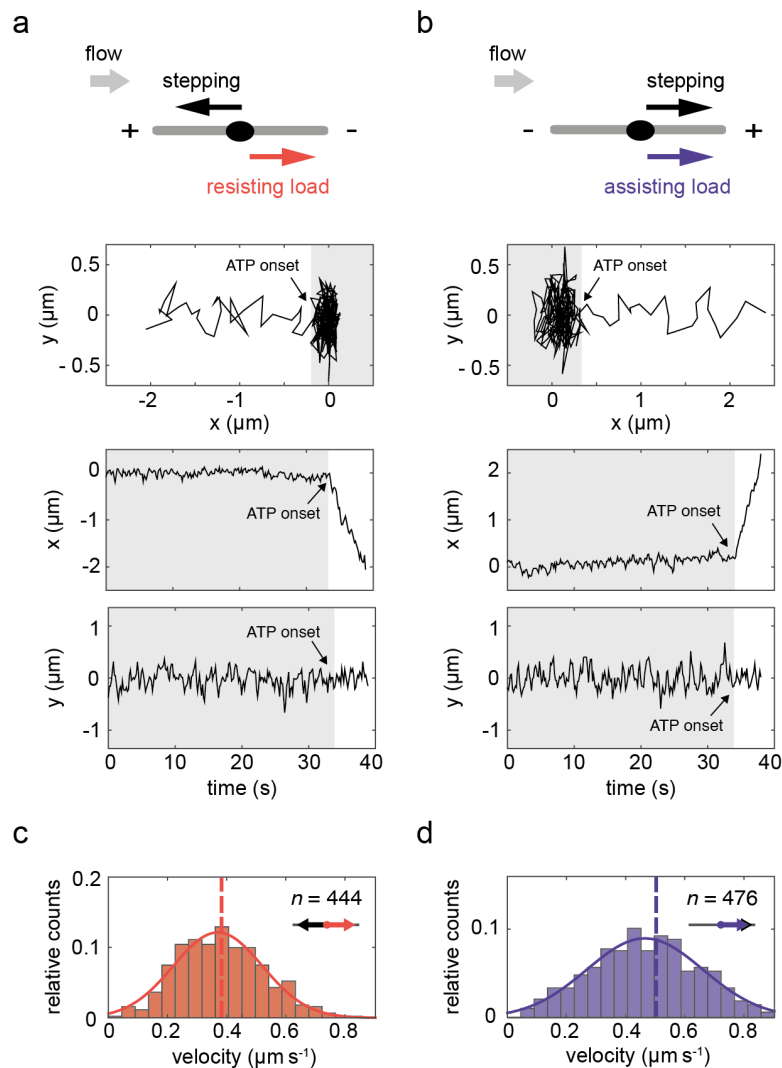 a
flow
stepping
+
-
resisting load
0.5
0
- 0.5
y (μm)
ATP onset
-2
-1
0
x (μm)
0
-1
-2
x (μm)
ATP onset
1
0
-1
y (μm)
ATP onset
0
10
20
30
40
time (s)
b
flow
stepping
-
+
assisting load
0.5
0
- 0.5
y (μm)
ATP onset
0
1
2
x (μm)
2
1
0
x (μm)
ATP onset
1
0
-1
y (μm)
ATP onset
0
10
20
30
40
time (s)
c
0.2
0.1
0
relative counts
n = 444
0
0.2
0.4
0.6
0.8
velocity (μm s-1)
d
0.1
0
relative counts
n = 476
0
0.2
0.4
0.6
0.8
velocity (μm s-1)